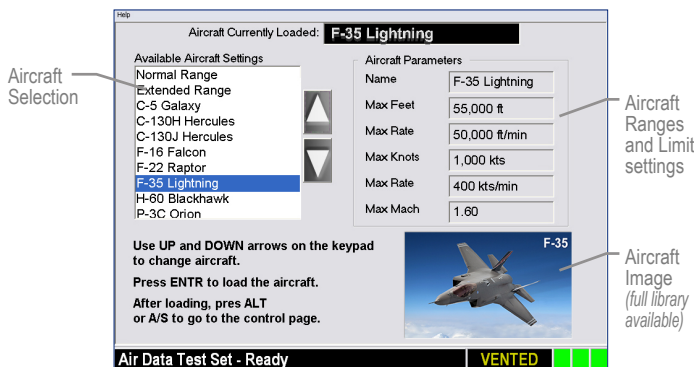 Help
Aircraft Currently Loaded: F-35 Lightning
Available Aircraft Settings
Normal Range
Extended Range
C-5 Galaxy
C-130H Hercules
C-130J Hercules
F-16 Falcon
F-22 Raptor
F-35 Lightning
H-60 Blackhawk
P-3C Orion
Aircraft Parameters
Name F-35 Lightning
Max Feet 55,000 ft
Max Rate 50,000 ft/min
Max Knots 1,000 kts
Max Rate 400 kts/min
Max Mach 1.60
Use UP and DOWN arrows on the keypad
to change aircraft.
Press ENTR to load the aircraft.
After loading, pres ALT
or A/S to go to the control page.
F-35
Air Data Test Set - Ready
VENTED
Aircraft
Selection
Aircraft
Ranges
and Limit
settings
Aircraft
Image
(full library
available)